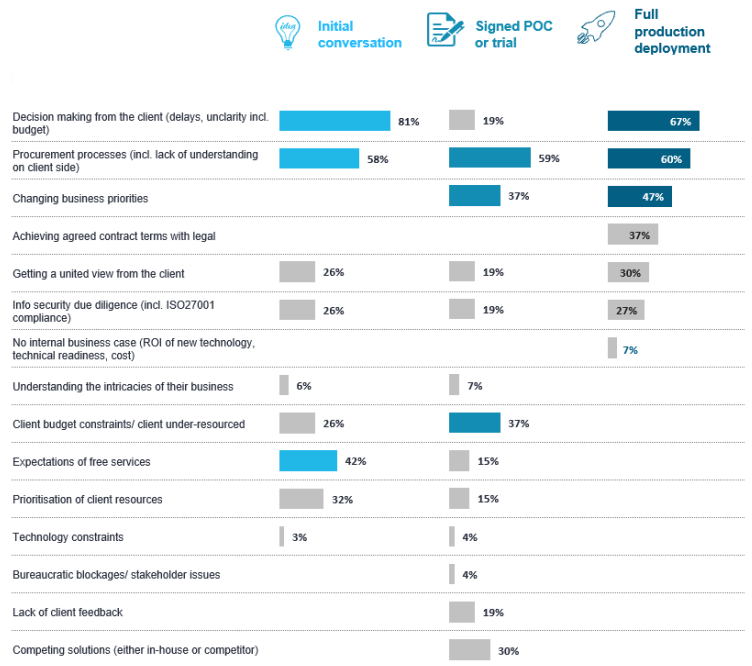 idea
Initial
conversation
Signed POC
or trial
Full
production
deployment
Decision making from the client (delays, unclarity incl.
budget)
81%
19%
67%
Procurement processes (incl. lack of understanding
on client side)
58%
59%
60%
Changing business priorities
37%
47%
Achieving agreed contract terms with legal
37%
Getting a united view from the client
26%
19%
30%
Info security due diligence (incl. ISO27001
compliance)
26%
19%
27%
No internal business case (ROI of new technology,
technical readiness, cost)
7%
Understanding the intricacies of their business
6%
7%
Client budget constraints/ client under-resourced
26%
37%
Expectations of free services
42%
15%
Prioritisation of client resources
32%
15%
Technology constraints
3%
4%
Bureaucratic blockages/ stakeholder issues
4%
Lack of client feedback
19%
Competing solutions (either in-house or competitor)
30%